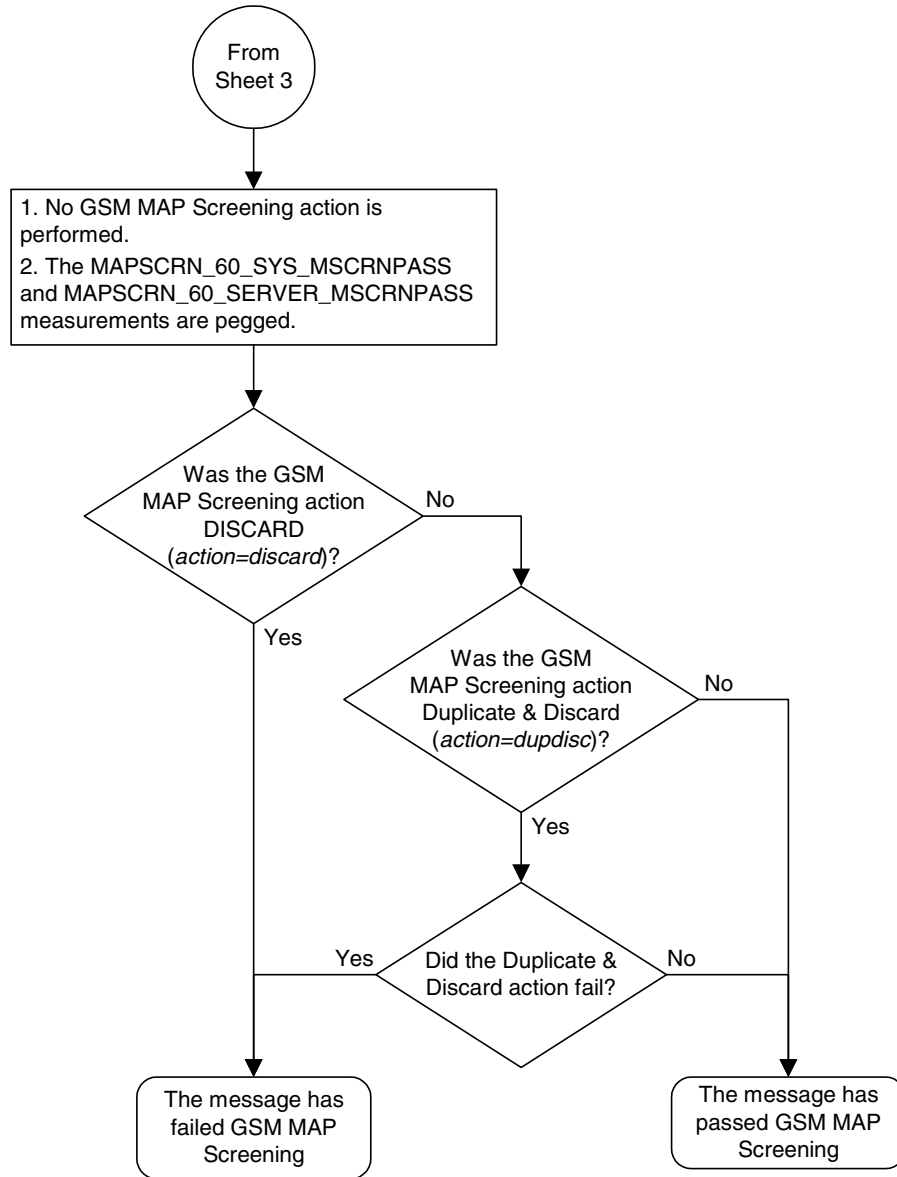 From
Sheet 3
1. No GSM MAP Screening action is
performed.
2. The MAPSCRN_60_SYS_MSCRNPASS
and MAPSCRN_60_SERVER_MSCRNPASS
measurements are pegged.
Was the GSM
MAP Screening action
DISCARD
(action=discard)?
No
Yes
Was the GSM
MAP Screening action
Duplicate & Discard
(action=dupdisc)?
No
Yes
Did the Duplicate &
Discard action fail?
Yes
No
The message has
failed GSM MAP
Screening
The message has
passed GSM MAP
Screening